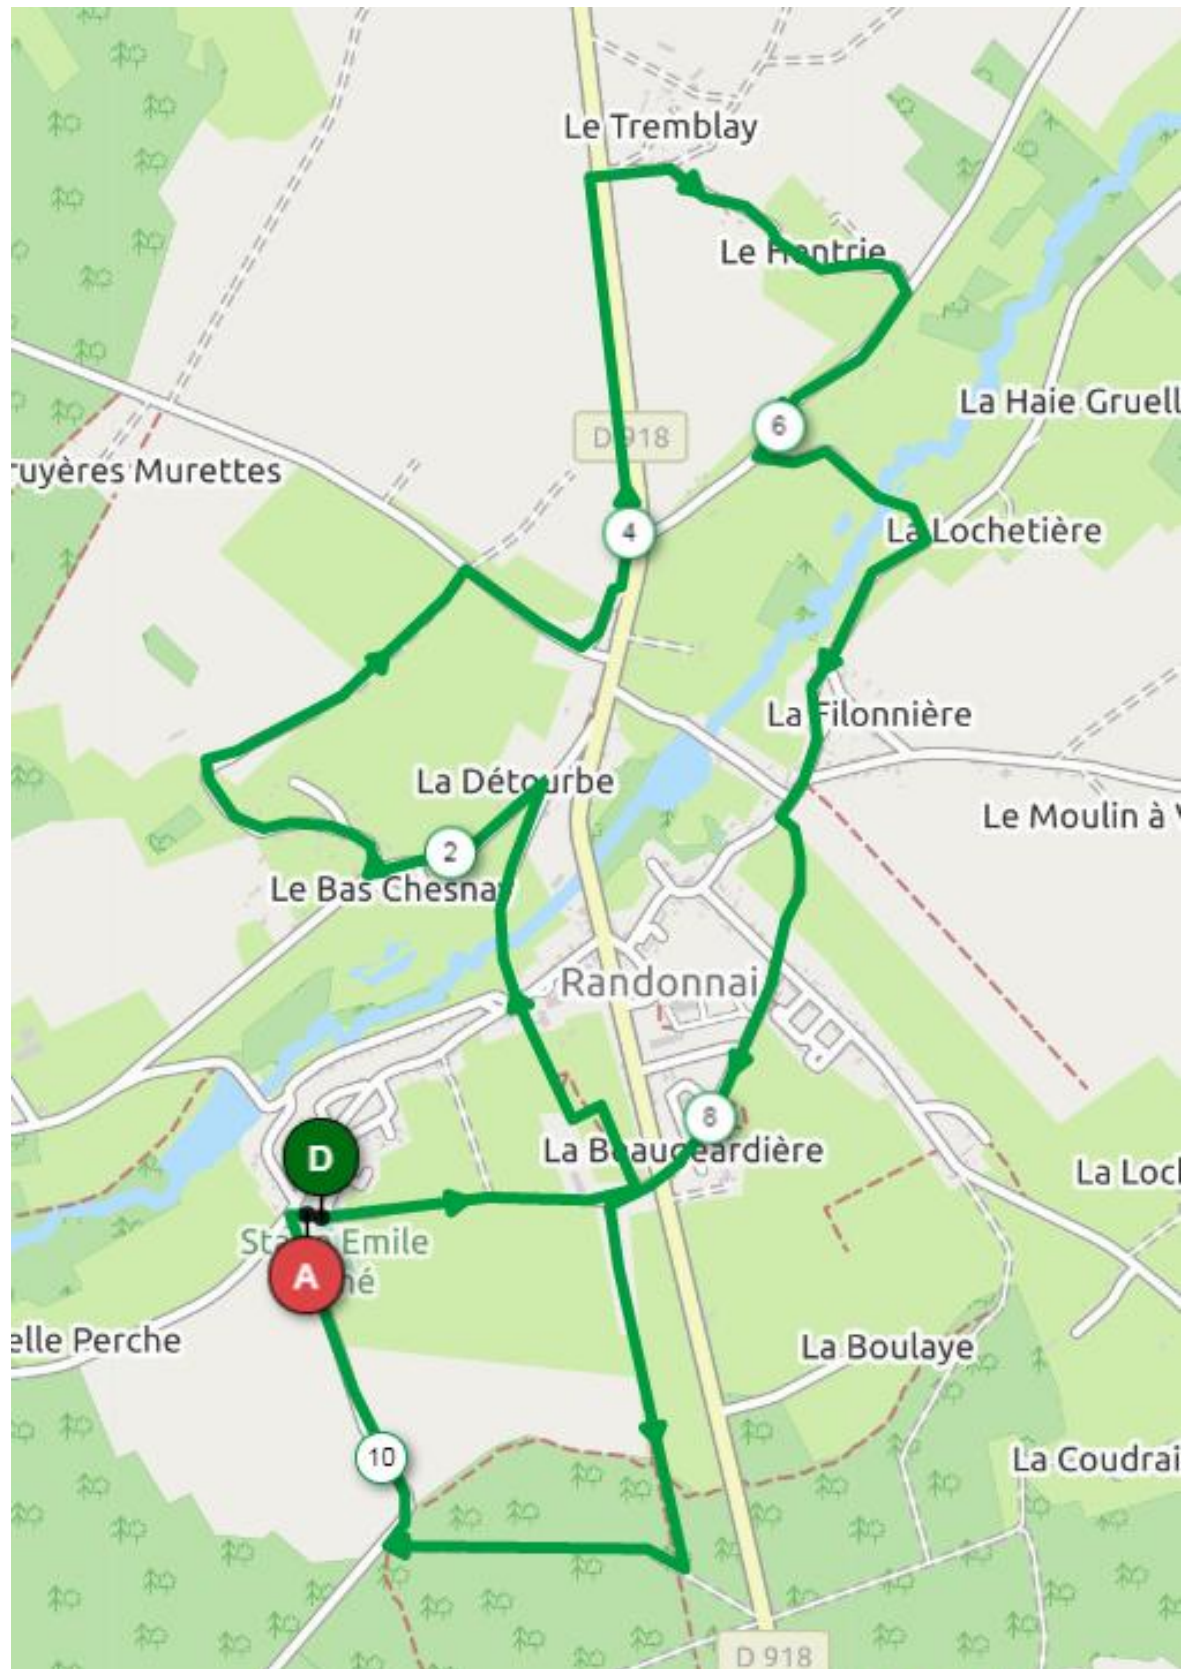 Le Tremblay
Le Hentrie
La Haie Gruell
6
D 918
ruyères Murettes
4
La Lochetière
La Filonnière
La Détourbe
Le Moulin à V
2
Le Bas Chesnay
Randonnai
8
D
La Beaugeardière
La Loch
Stade Emile
A
né
elle Perche
La Boulaye
10
La Coudrai
D 918